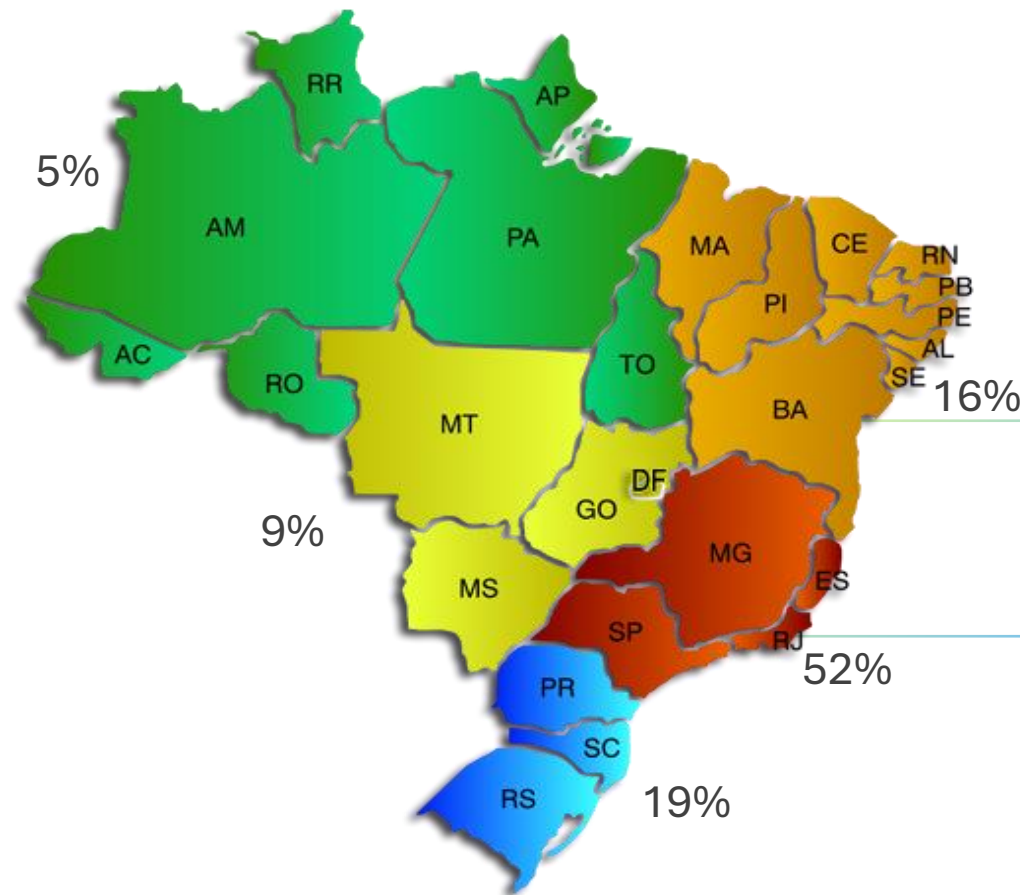 RR
AP
5%
AM
PA
MA
CE
RN
PB
PI
PE
AL
AC
RO
TO
SE
16%
BA
MT
DF
GO
9%
MG
ES
MS
SP
RJ
52%
PR
SC
RS
19%